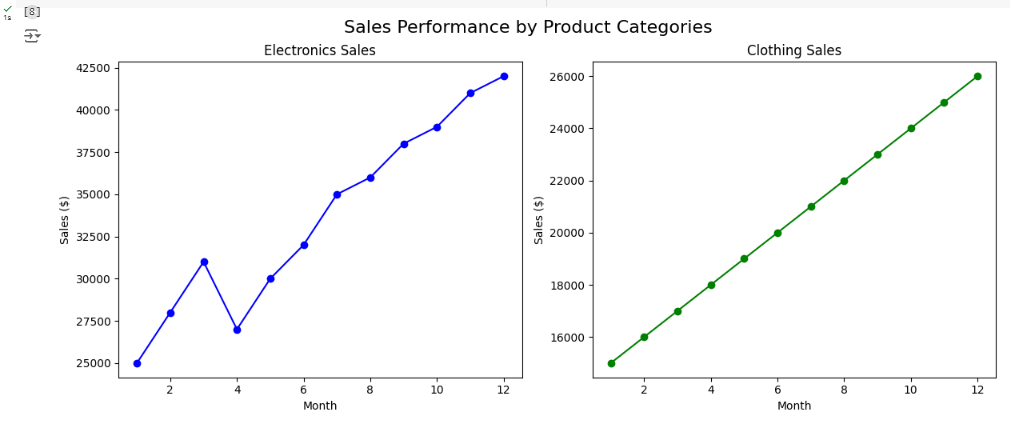 [8]
1s
Sales Performance by Product Categories
Electronics Sales
42500
40000
37500
35000
32500
30000
27500
25000
Sales ($)
2 4 6 8 10 12
Month
Clothing Sales
26000
24000
22000
20000
18000
16000
Sales ($)
2 4 6 8 10 12
Month